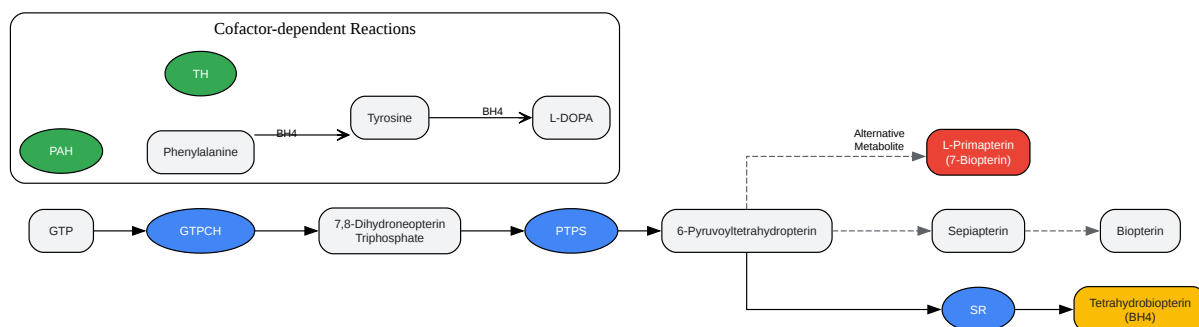 Cofactor-dependent Reactions
TH
Tyrosine
BH4
L-DOPA
PAH
Phenylalanine
BH4
Alternative
Metabolite
L-Primapterin
(7-Biopterin)
GTP
GTPCH
7,8-Dihydroneopterin
Triphosphate
PTPS
6-Pyruvoyltetrahydropterin
Sepiapterin
Biopterin
SR
Tetrahydrobiopterin
(BH4)